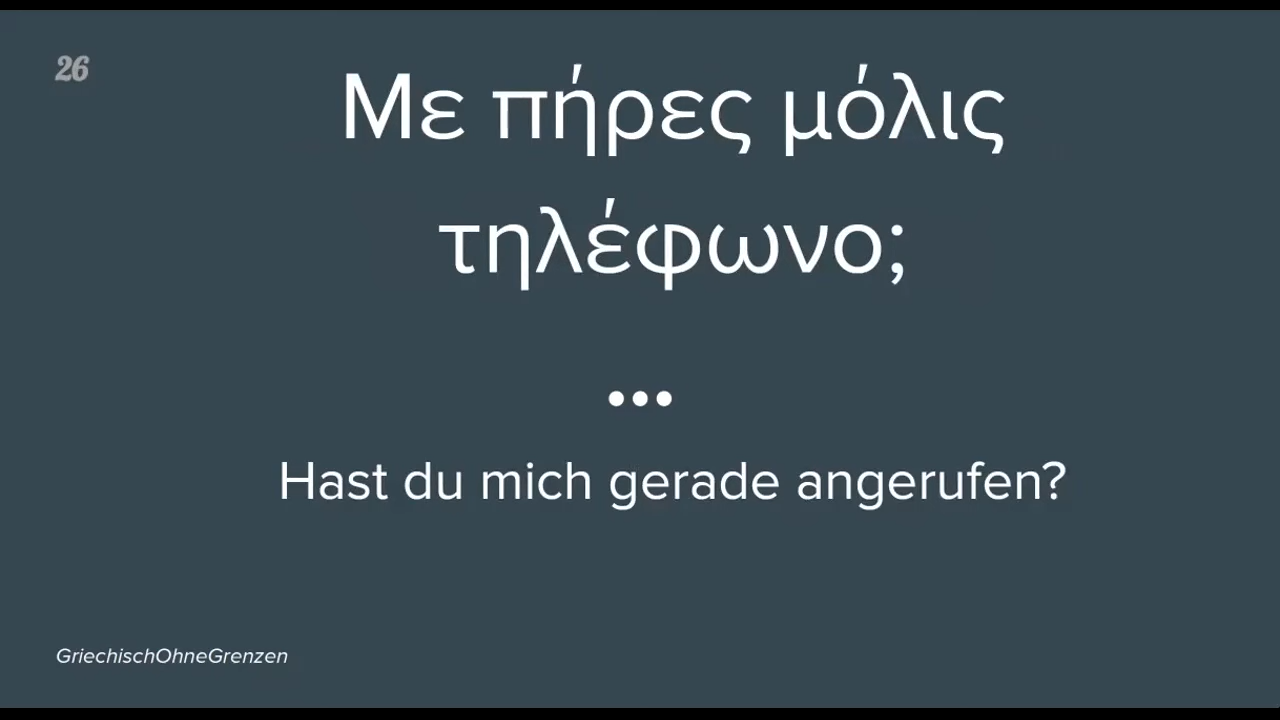 26
Με πήρες μόλις
τηλέφωνο;
...
Hast du mich gerade angerufen?
GriechischOhneGrenzen